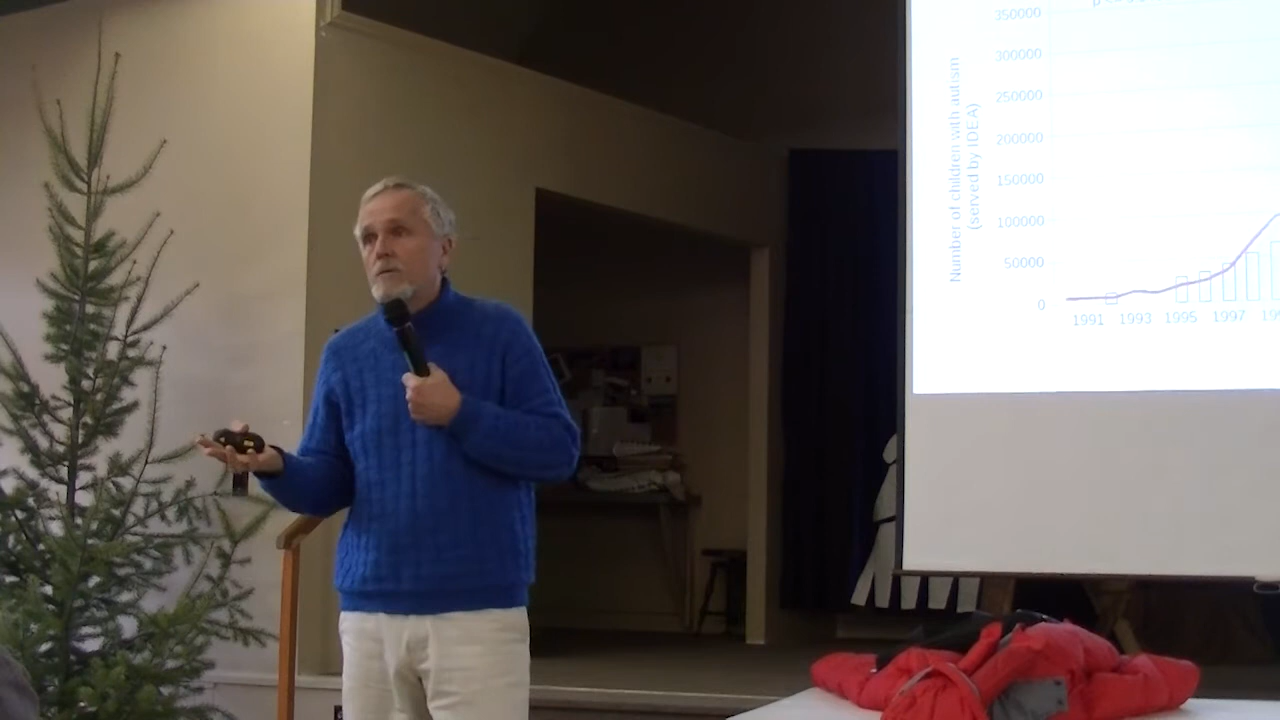 350000
300000
250000
200000
150000
100000
50000
0
Number of children with autism
(served by IDEA)
1991 1993 1995 1997